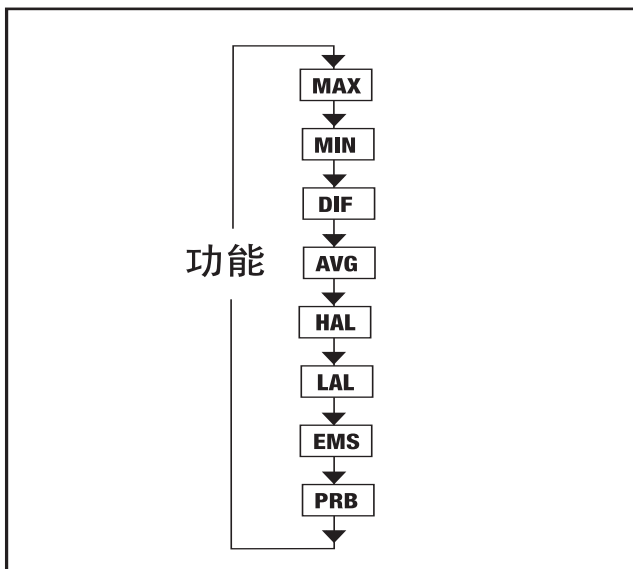 MAX
MIN
DIF
功能
AVG
HAL
LAL
EMS
PRB